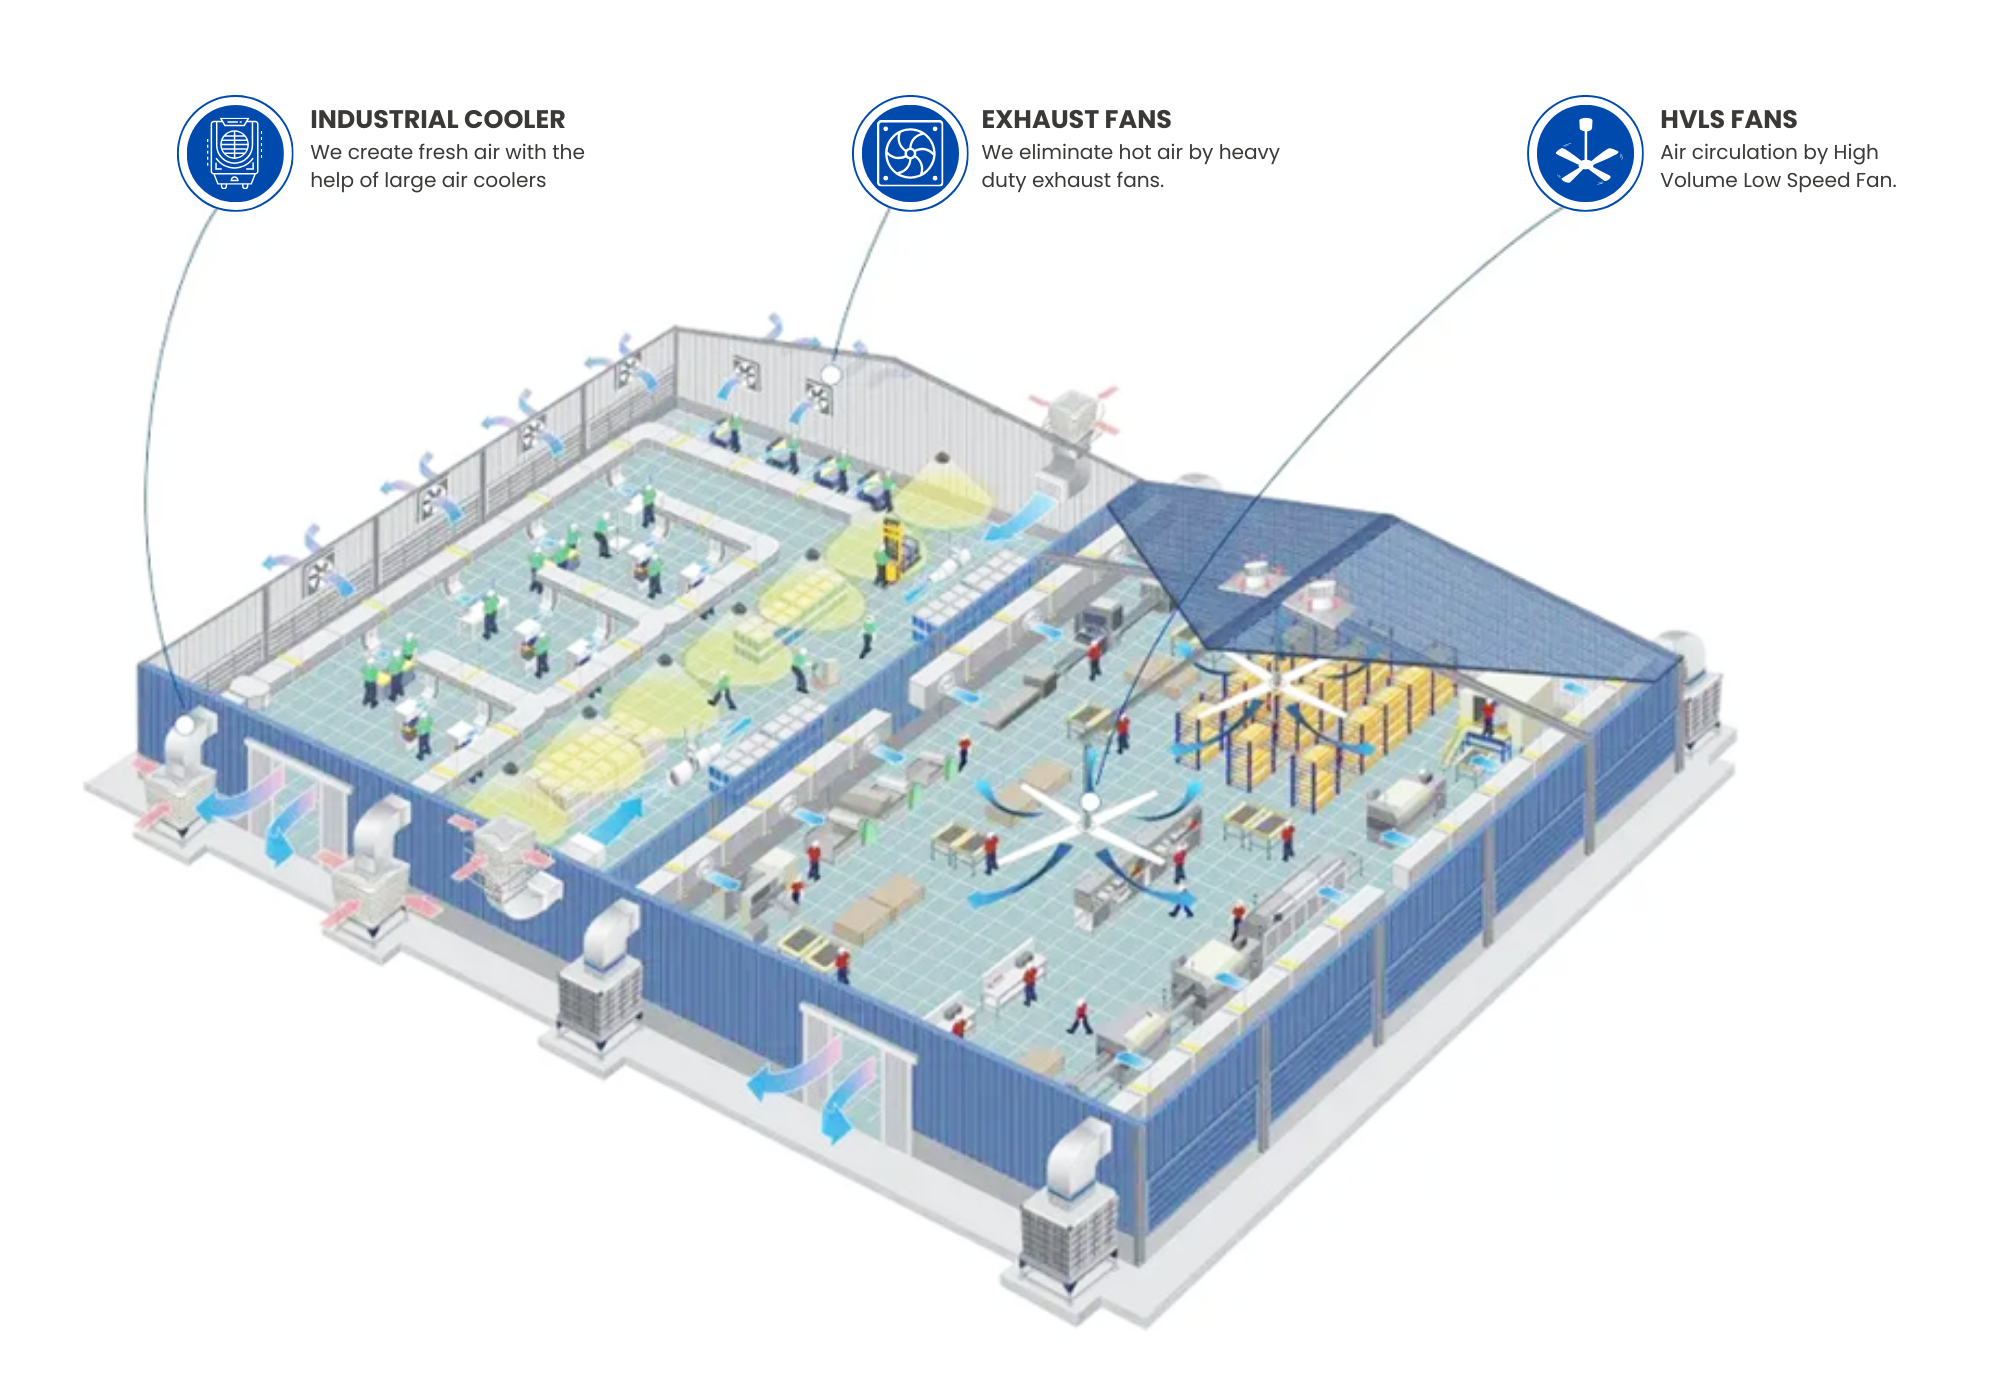 INDUSTRIAL COOLER
We create fresh air with the
help of large air coolers
EXHAUST FANS
We eliminate hot air by heavy
duty exhaust fans.
HVLS FANS
Air circulation by High
Volume Low Speed Fan.